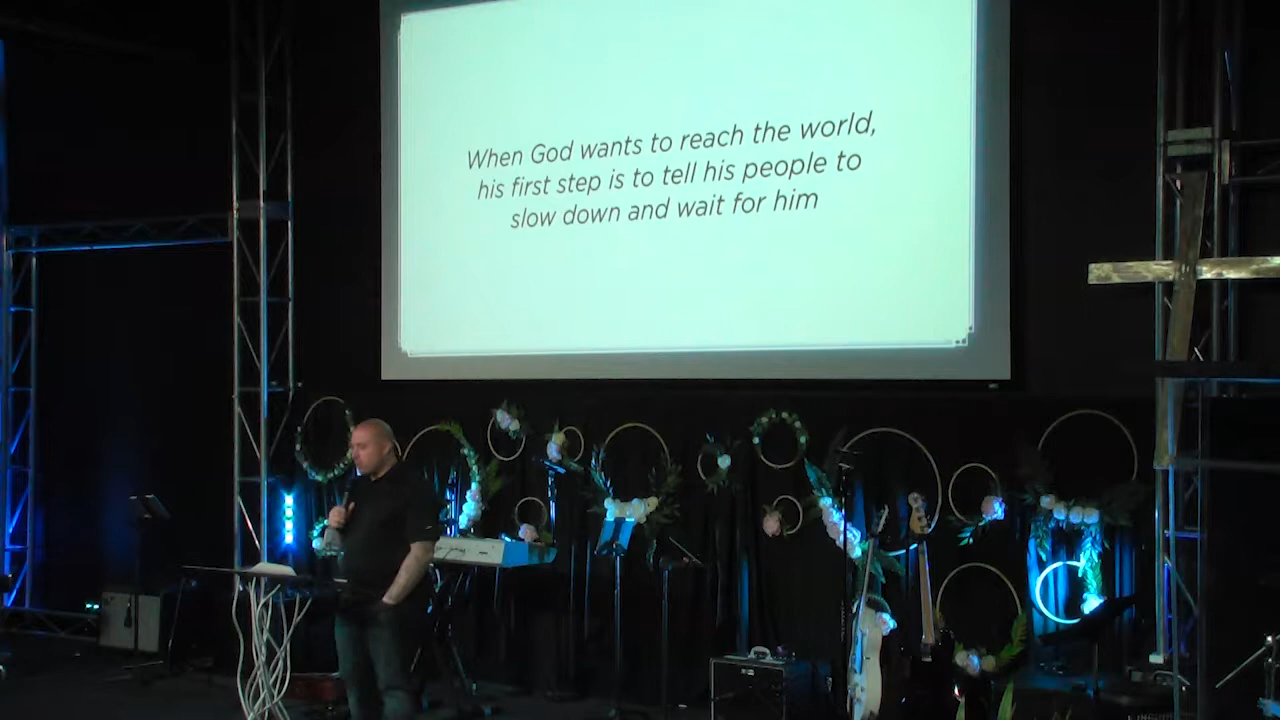 When God wants to reach the world,
his first step is to tell his people to
slow down and wait for him